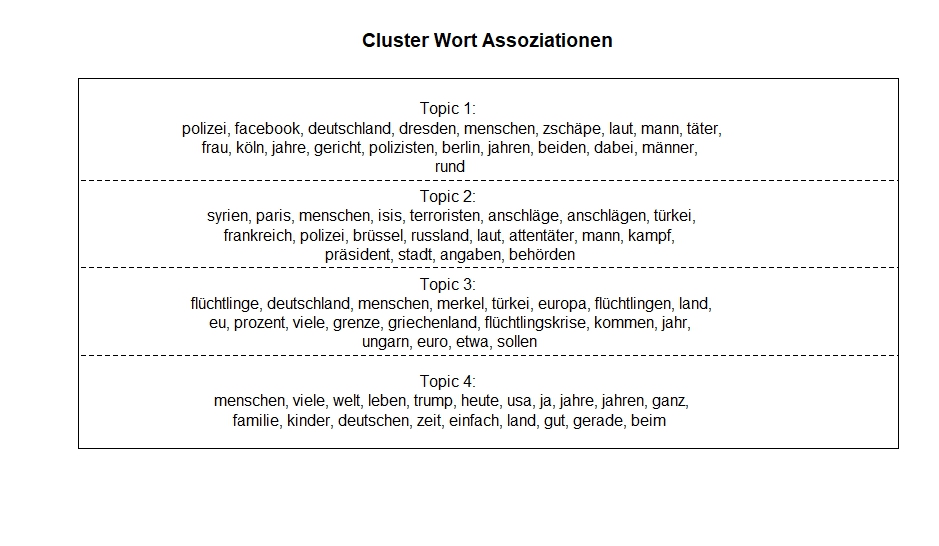 Cluster Wort Assoziationen
Topic 1:
polizei, facebook, deutschland, dresden, menschen, zschäpe, laut, mann, täter,
frau, köln, jahre, gericht, polizisten, berlin, jahren, beiden, dabei, männer,
rund
Topic 2:
syrien, paris, menschen, isis, terroristen, anschläge, anschlägen, türkei,
frankreich, polizei, brüssel, russland, laut, attentäter, mann, kampf,
präsident, stadt, angaben, behörden
Topic 3:
flüchtlinge, deutschland, menschen, merkel, türkei, europa, flüchtlingen, land,
eu, prozent, viele, grenze, griechenland, flüchtlingskrise, kommen, jahr,
ungarn, euro, etwa, sollen
Topic 4:
menschen, viele, welt, leben, trump, heute, usa, ja, jahre, jahren, ganz,
familie, kinder, deutschen, zeit, einfach, land, gut, gerade, beim